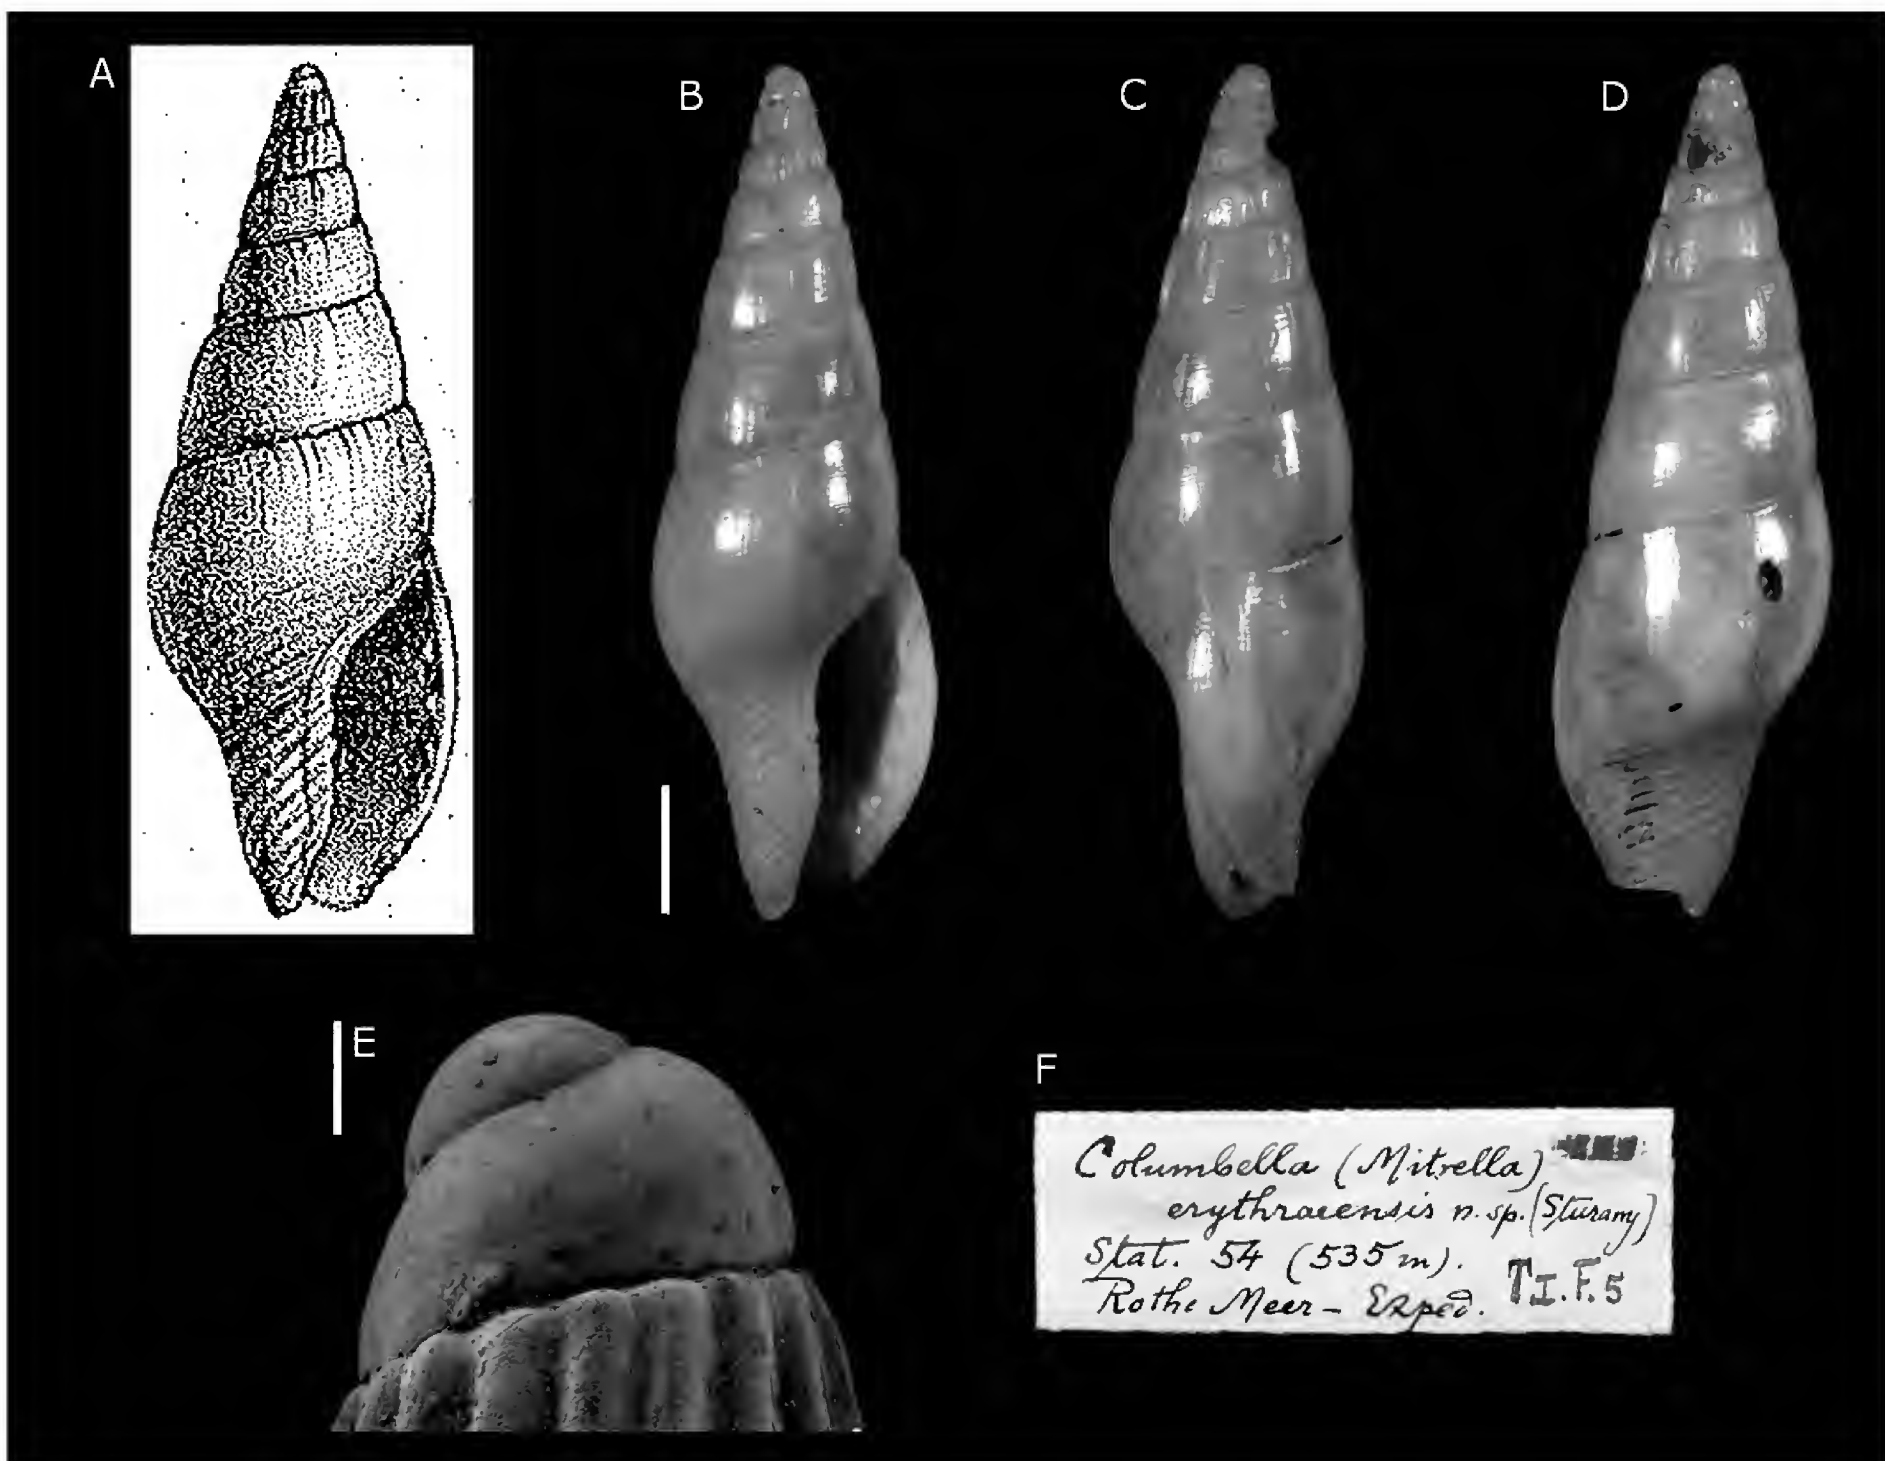 A
B
C
D
E
F
Columbella (Mitrella)
erythraeensis n. sp. (Sturany)
Stat. 54 (535 m).
Rothe Meer - Exped. T.I.F.5